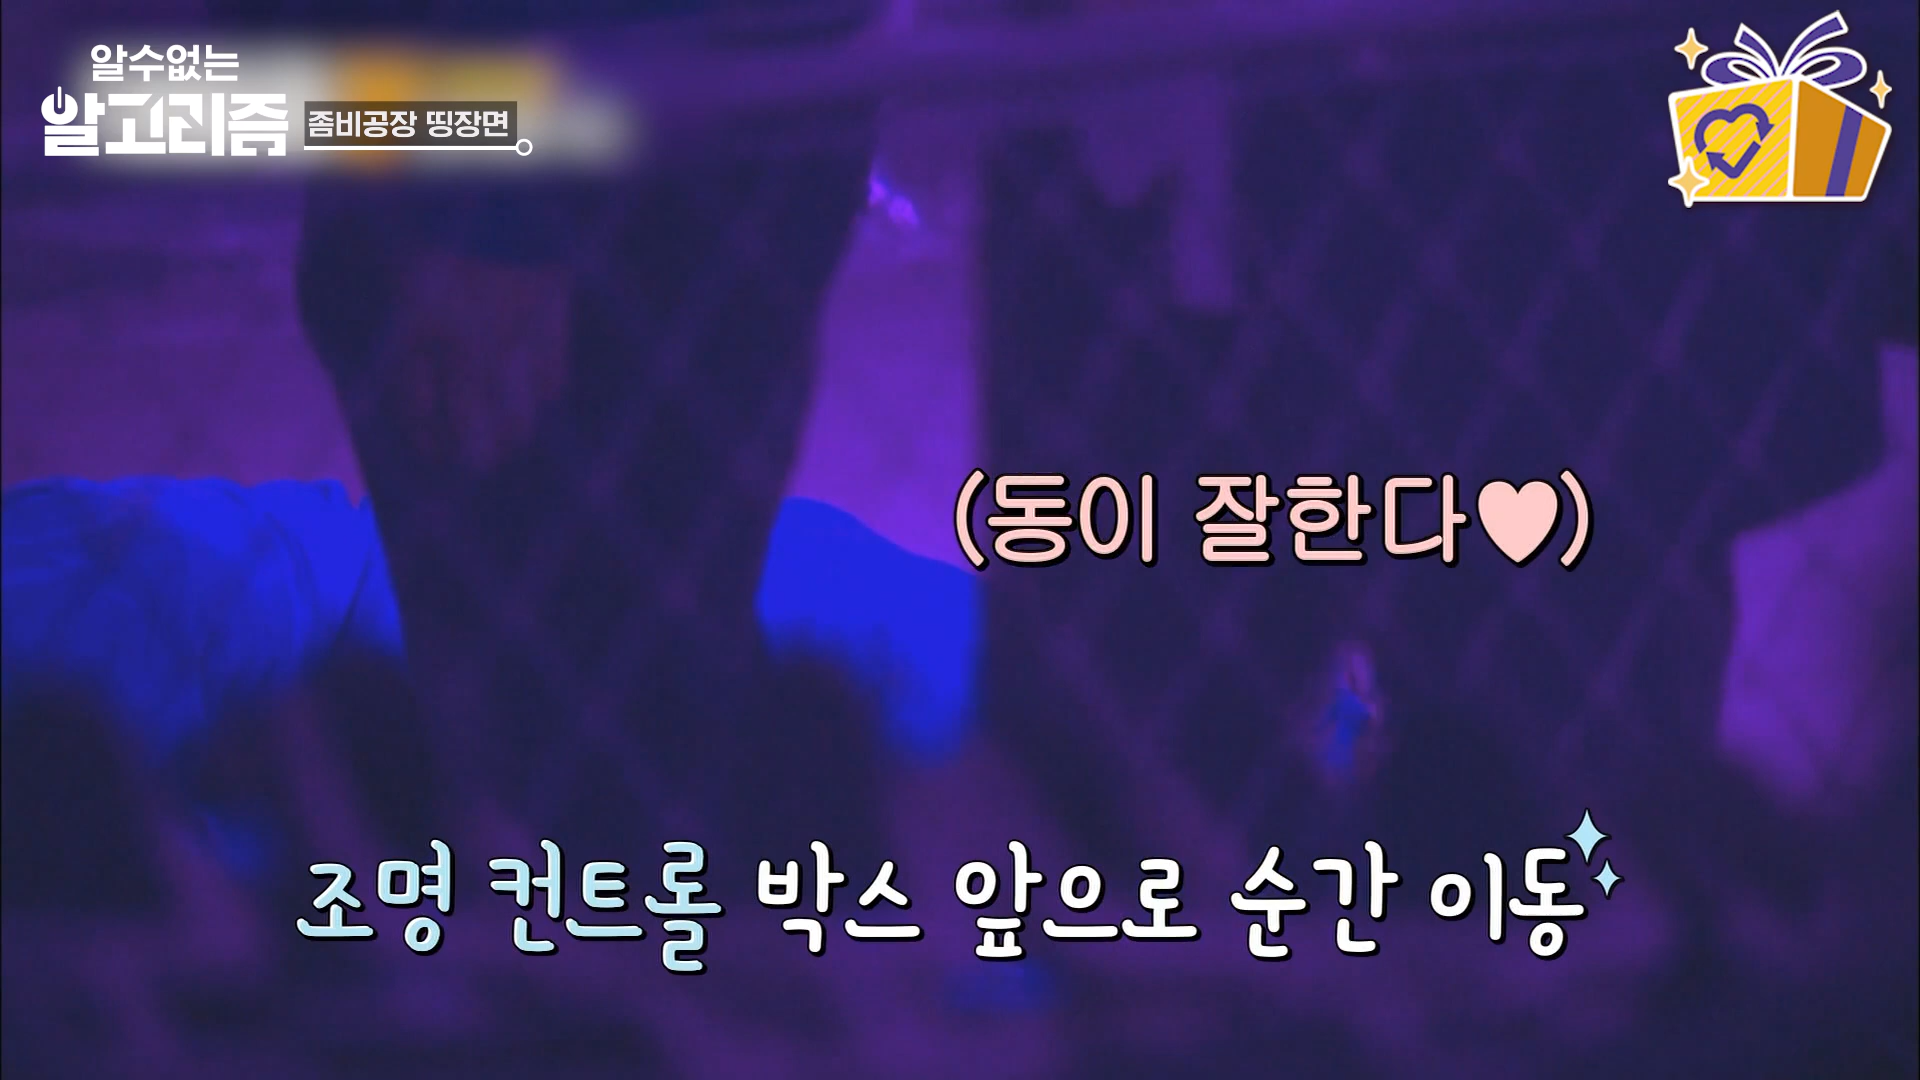 알수없는
알고리즘 좀비공장 띵장면
(동이 잘한다♥)
조명 컨트롤 박스 앞으로 순간 이동